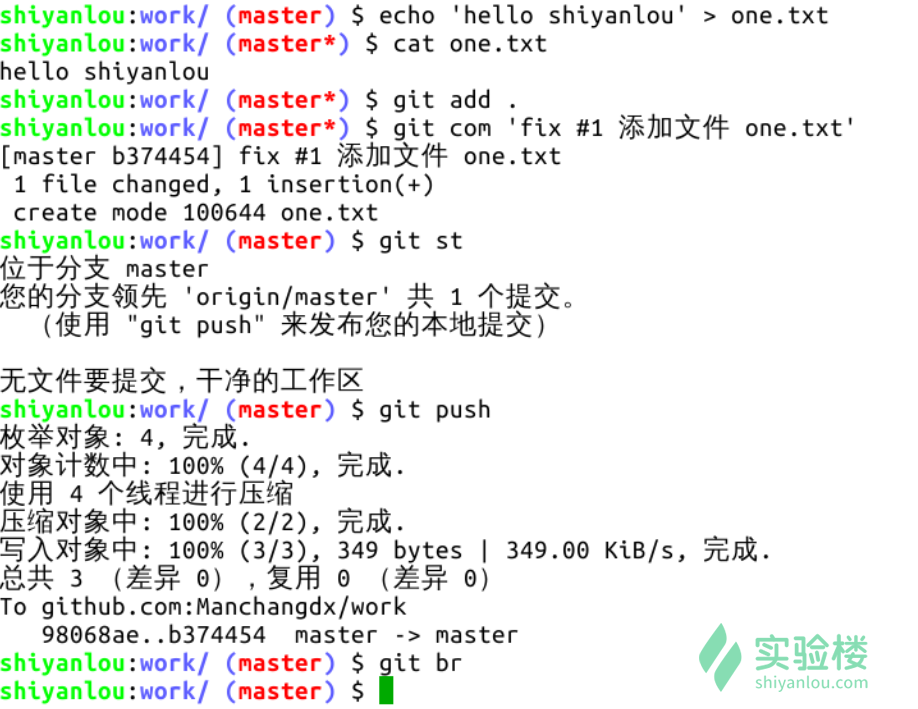 shiyanlou:work/ (master) $ echo 'hello shiyanlou' > one.txt
shiyanlou:work/ (master*) $ cat one.txt
hello shiyanlou
shiyanlou:work/ (master*) $ git add .
shiyanlou:work/ (master*) $ git com 'fix #1 添加文件 one.txt'
[master b374454] fix #1 添加文件 one.txt
 1 file changed, 1 insertion(+)
 create mode 100644 one.txt
shiyanlou:work/ (master) $ git st
位于分支 master
您的分支领先 'origin/master' 共 1 个提交。
  （使用 "git push" 来发布您的本地提交）
无文件要提交，干净的工作区
shiyanlou:work/ (master) $ git push
枚举对象: 4, 完成.
对象计数中: 100% (4/4), 完成.
使用 4 个线程进行压缩
压缩对象中: 100% (2/2), 完成.
写入对象中: 100% (3/3), 349 bytes | 349.00 KiB/s, 完成.
总共 3 （差异 0），复用 0 （差异 0）
To github.com:Manchangdx/work
   98068ae..b374454  master -> master
shiyanlou:work/ (master) $ git br
shiyanlou:work/ (master) $
实验楼
shiyanlou.com